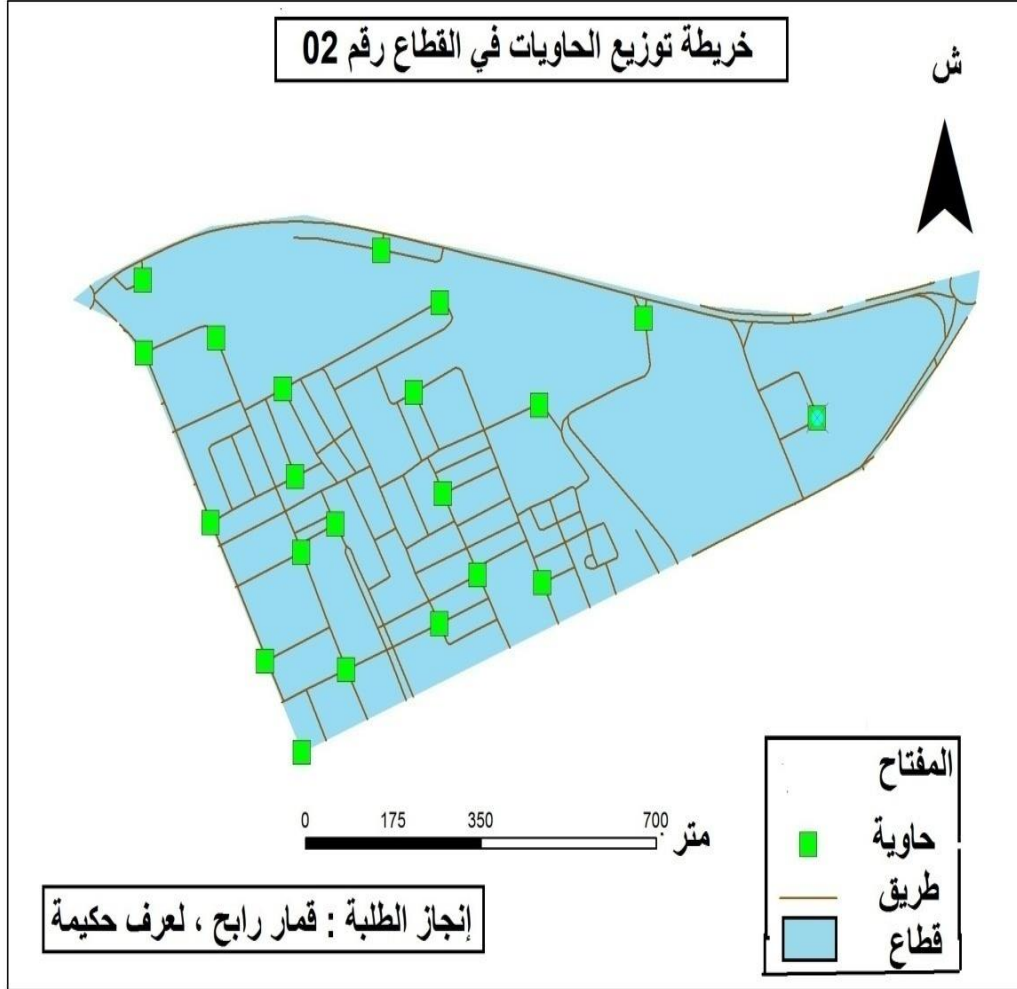 خريطة توزيع الحاويات في القطاع رقم 02
ش
0 175 350 700 متر
المفتاح
حاوية
طريق
قطاع
إنجاز الطلبة : قمار رابح ، لعرف حكيمة